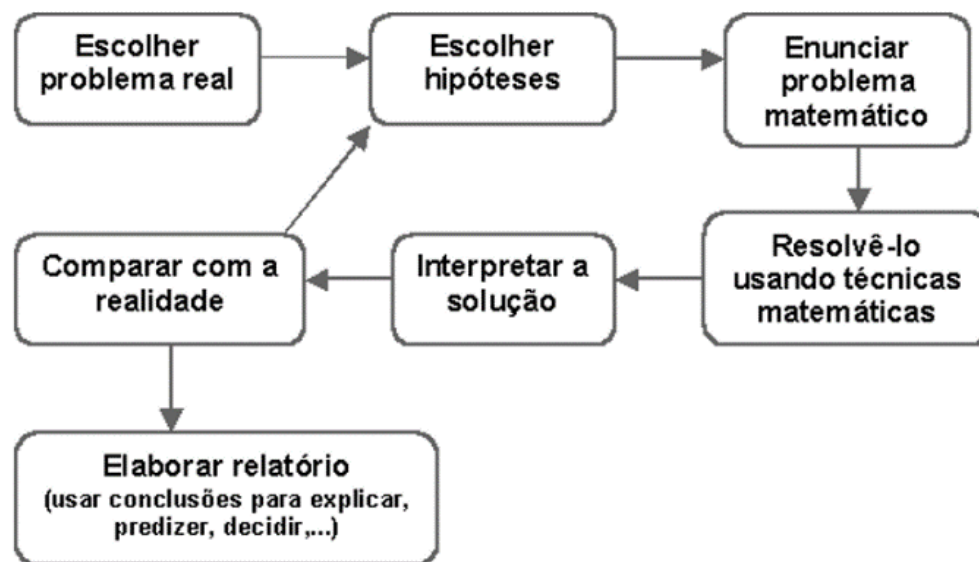 Escolher
problema real
Escolher
hipóteses
Enunciar
problema
matemático
Resolvê-lo
usando técnicas
matemáticas
Interpretar a
solução
Comparar com a
realidade
Elaborar relatório
(usar conclusões para explicar,
predizer, decidir,...)